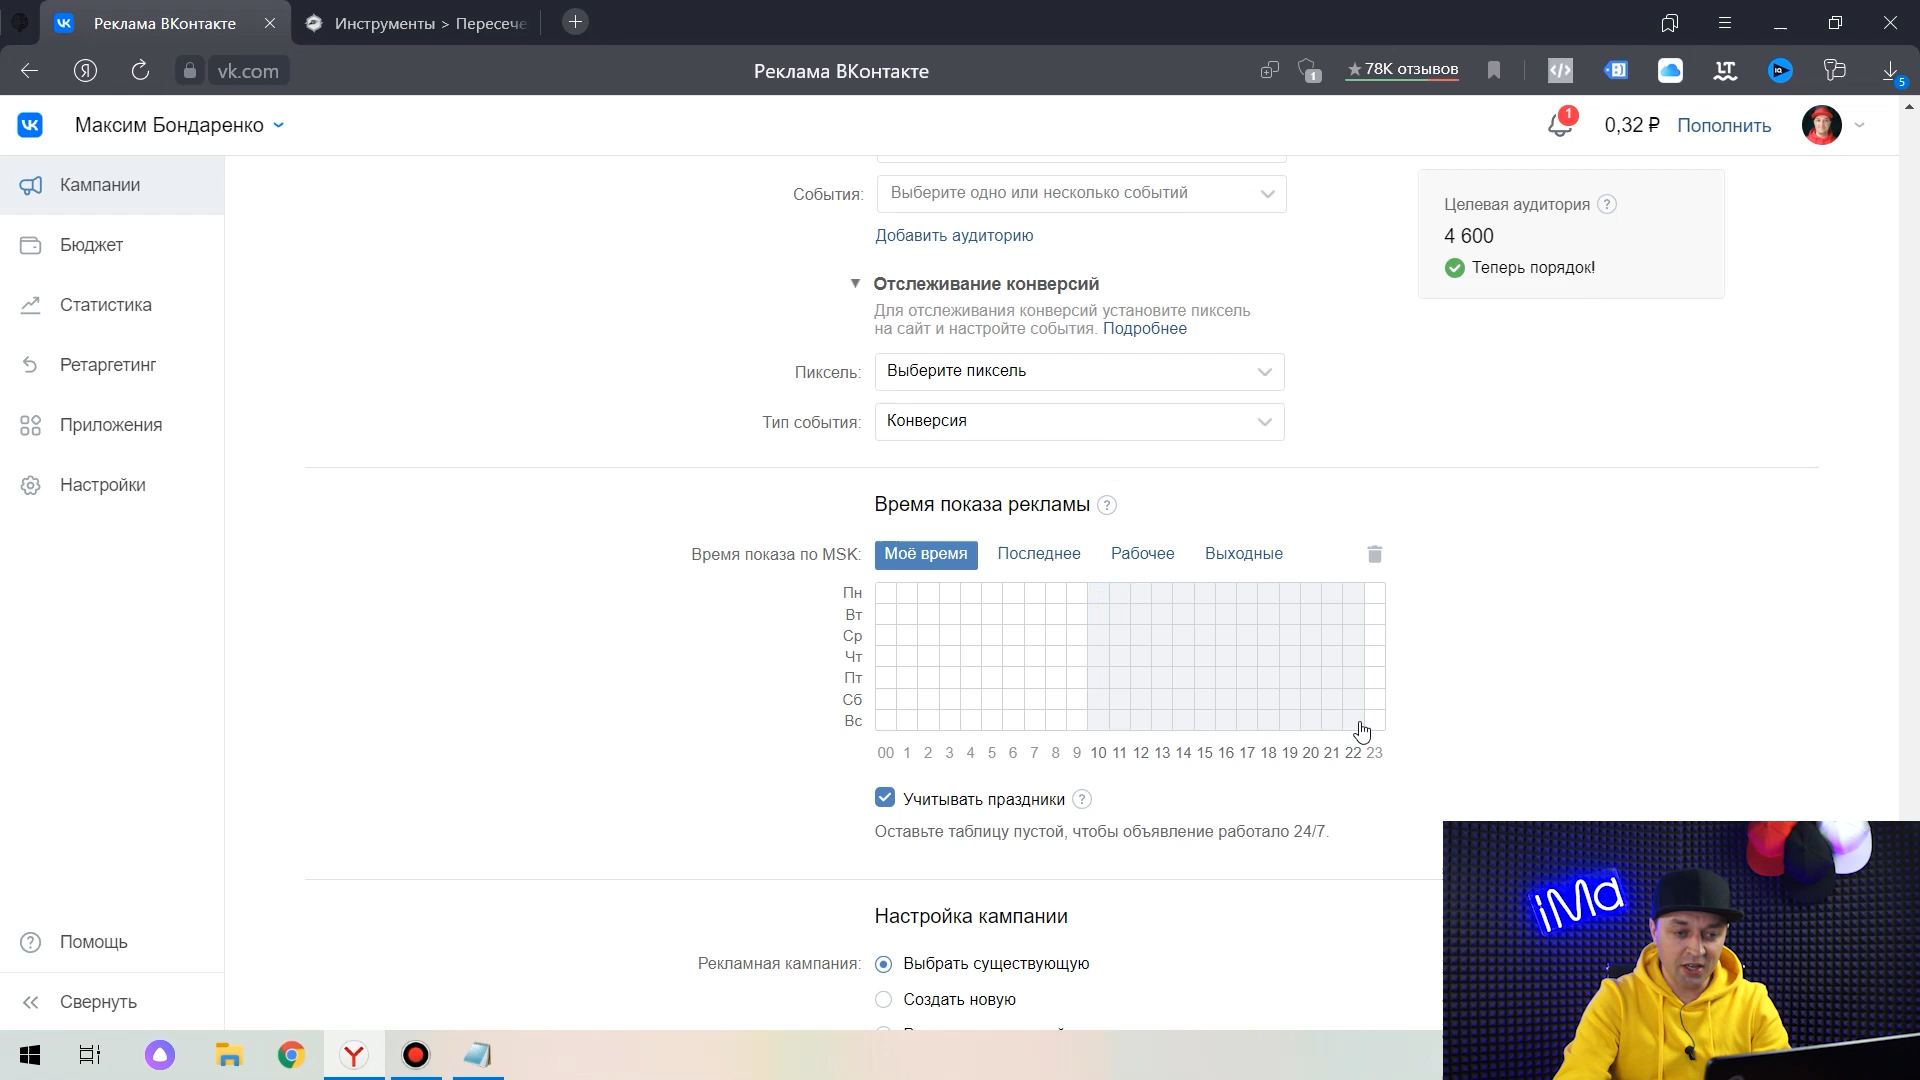 Реклама ВКонтакте
Инструменты > Пересече
vk.com
Реклама ВКонтакте
1
★78К отзывов
5
Максим Бондаренко
1
0,32 ₽
Пополнить
Кампании
Бюджет
Статистика
Ретаргетинг
Приложения
Настройки
Помощь
Свернуть
События:
Выберите одно или несколько событий
Добавить аудиторию
Целевая аудитория ?
4 600
Теперь порядок!
Отслеживание конверсий
Для отслеживания конверсий установите пиксель
на сайт и настройте события. Подробнее
Пиксель:
Выберите пиксель
Тип события:
Конверсия
Время показа рекламы ?
Время показа по MSK:
Моё время
Последнее
Рабочее
Выходные
Пн
Вт
Ср
Чт
Пт
Сб
Вс
00 1 2 3 4 5 6 7 8 9 10 11 12 13 14 15 16 17 18 19 20 21 22 23
Учитывать праздники ?
Оставьте таблицу пустой, чтобы объявление работало 24/7.
Настройка кампании
Рекламная кампания:
Выбрать существующую
Создать новую
iMa